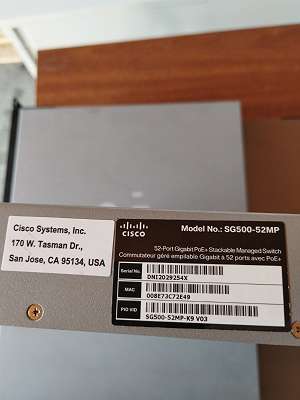 Cisco Systems, Inc.
170 W. Tasman Dr.,
San Jose, CA 95134, USA
CISCO
Model No.: SG500-52MP
52-Port Gigabit PoE+ Stackable Managed Switch
Commutateur géré empilable Gigabit à 52 ports avec PoE+
Serial No.
DNI2029254X
MAC
008E73C72E49
PID VID
SG500-52MP-K9 V03